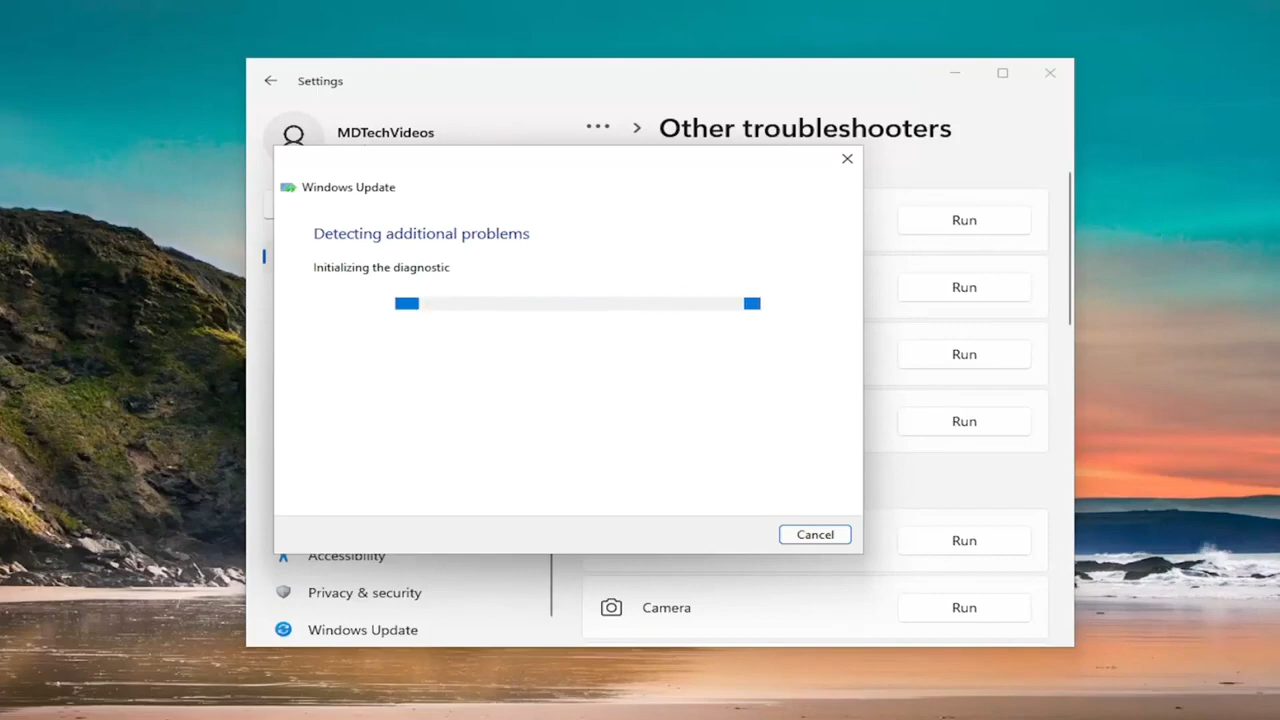 Settings
MDTechVideos
... > Other troubleshooters
Windows Update
Detecting additional problems
Initializing the diagnostic
Cancel
Run
Run
Run
Run
Run
Accessibility
Privacy & security
Camera
Run
Windows Update